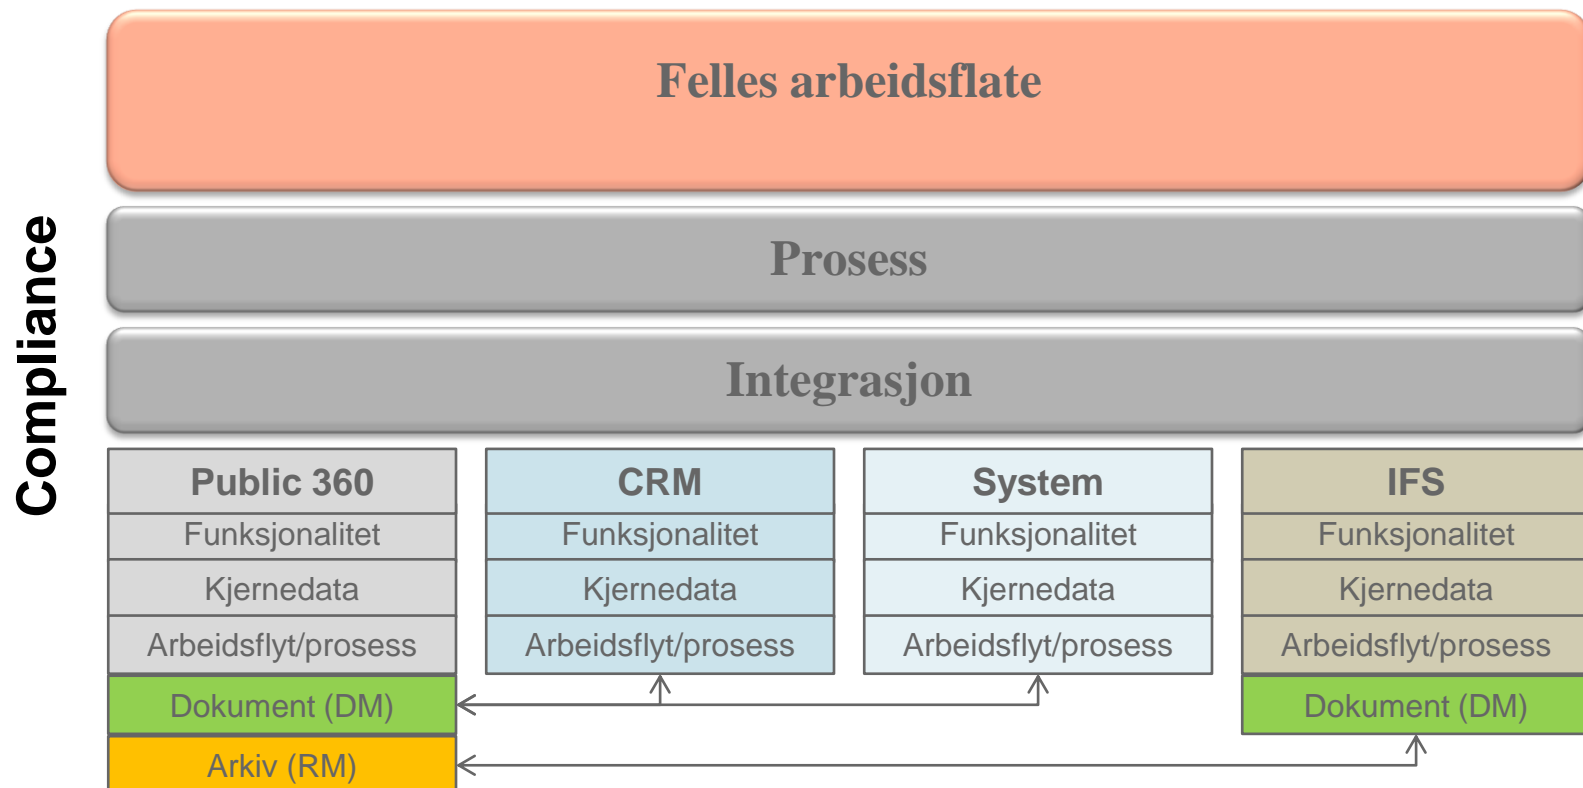 Compliance
Felles arbeidsflate
Prosess
Integrasjon
Public 360
Funksjonalitet
Kjernedata
Arbeidsflyt/prosess
Dokument (DM)
Arkiv (RM)
CRM
Funksjonalitet
Kjernedata
Arbeidsflyt/prosess
System
Funksjonalitet
Kjernedata
Arbeidsflyt/prosess
IFS
Funksjonalitet
Kjernedata
Arbeidsflyt/prosess
Dokument (DM)